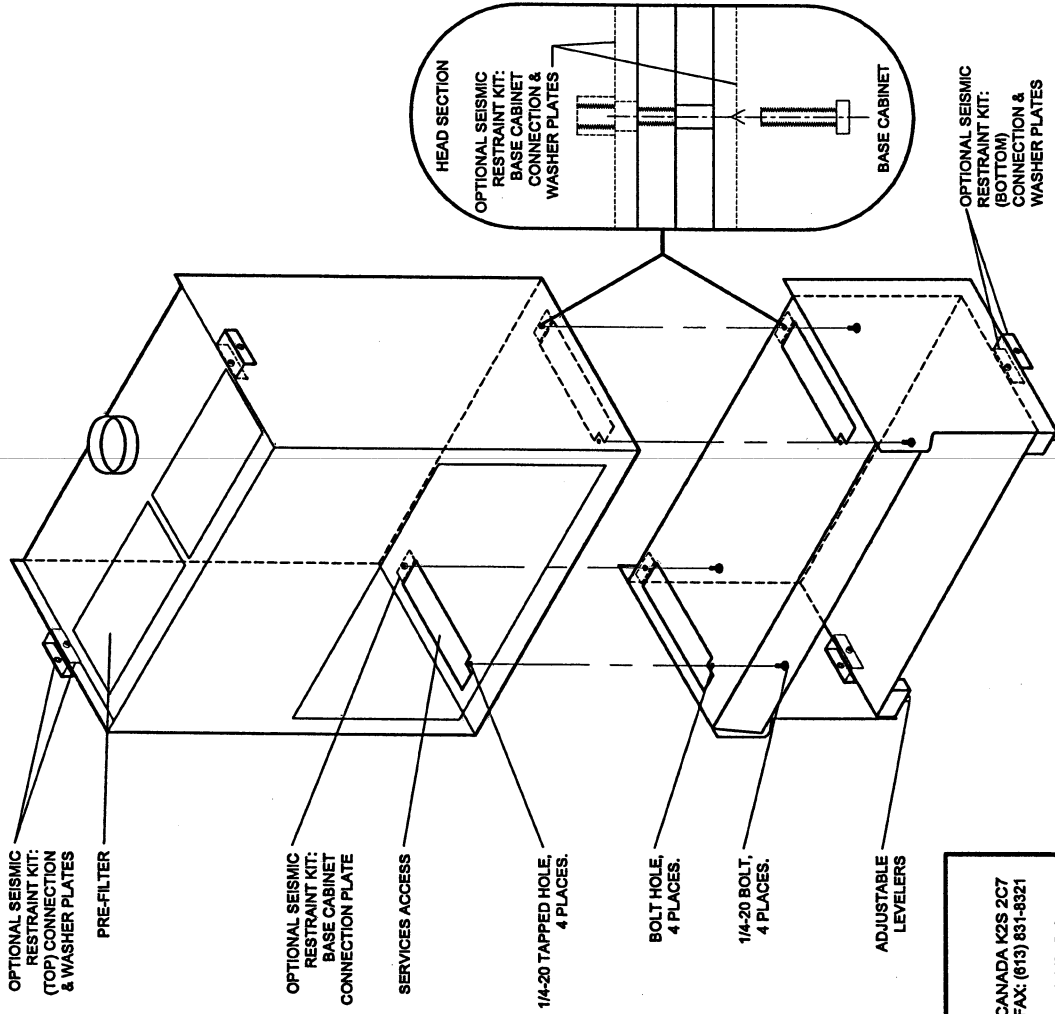 OPTIONAL SEISMIC
RESTRAINT KIT:
(TOP) CONNECTION
& WASHER PLATES
PRE-FILTER
OPTIONAL SEISMIC
RESTRAINT KIT:
BASE CABINET
CONNECTION PLATE
SERVICES ACCESS
1/4-20 TAPPED HOLE,
4 PLACES.
BOLT HOLE,
4 PLACES.
1/4-20 BOLT,
4 PLACES.
ADJUSTABLE
LEVELERS
HEAD SECTION
OPTIONAL SEISMIC
RESTRAINT KIT:
BASE CABINET
CONNECTION &
WASHER PLATES
BASE CABINET
OPTIONAL SEISMIC
RESTRAINT KIT:
(BOTTOM)
CONNECTION &
WASHER PLATES
CANADA K2S 2C7
FAX: (613) 831-8321